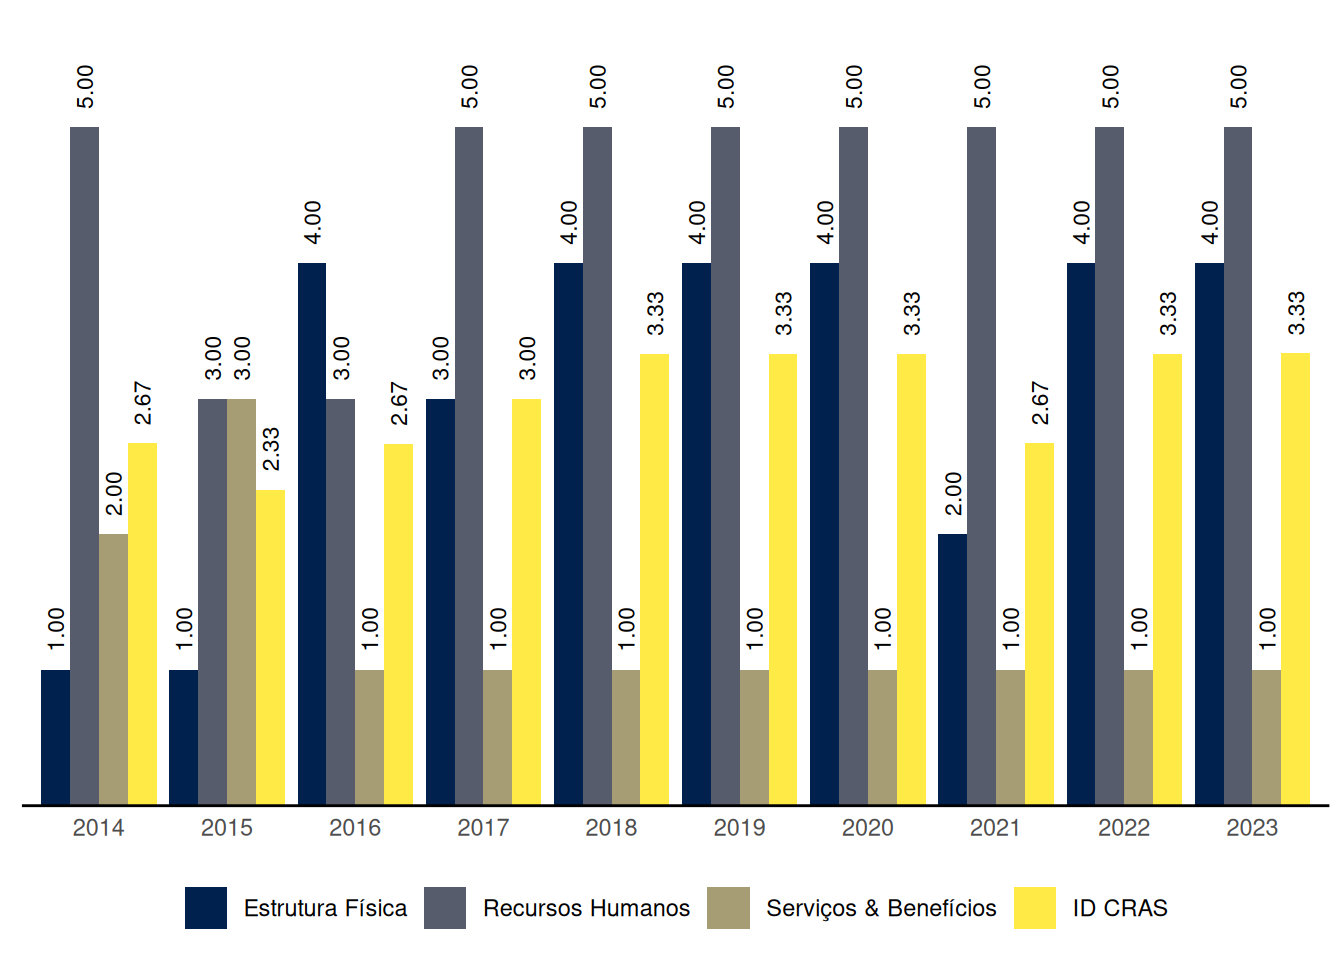 5.00 5.00 5.00 5.00 5.00 5.00 5.00 5.00
4.00 4.00 4.00 4.00 4.00 4.00
3.33 3.33 3.33 3.33 3.33
3.00 3.00 3.00 3.00 3.00
2.67 2.67 2.67
2.33
2.00 2.00
1.00 1.00 1.00 1.00 1.00 1.00 1.00 1.00 1.00 1.00
2014 2015 2016 2017 2018 2019 2020 2021 2022 2023
Estrutura Física Recursos Humanos Serviços & Benefícios ID CRAS